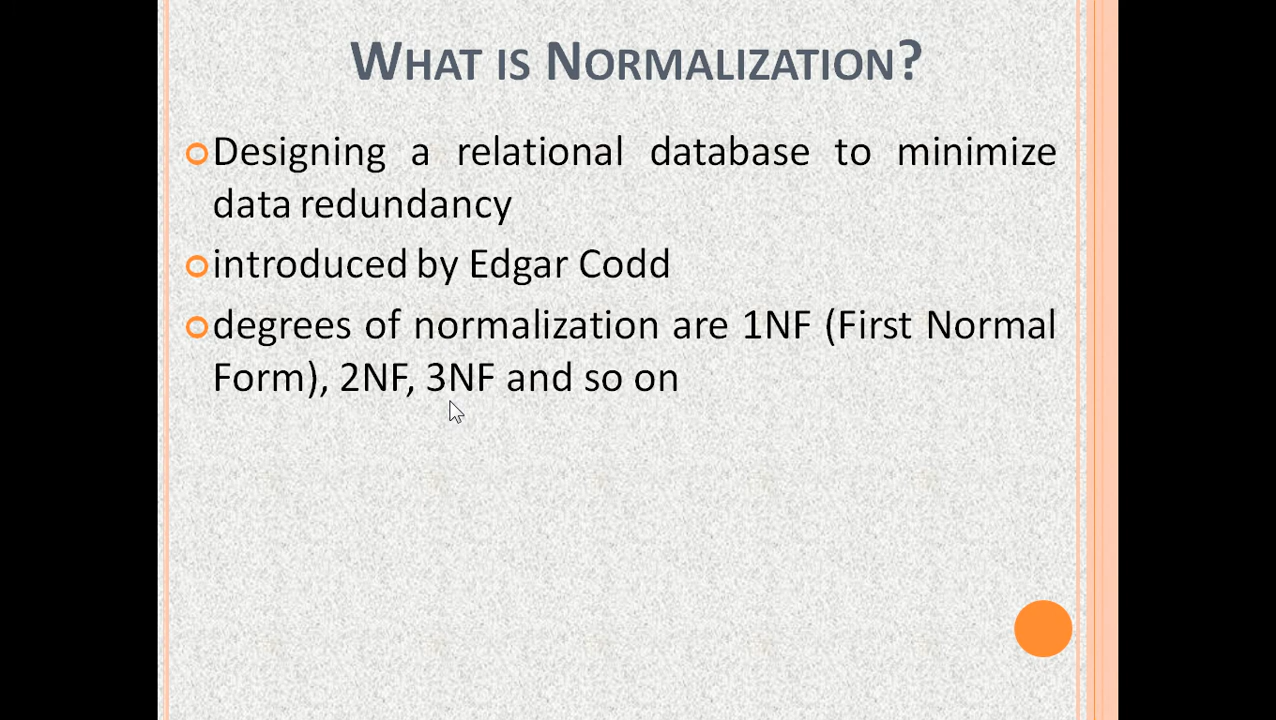 What is Normalization?
Designing a relational database to minimize
data redundancy
introduced by Edgar Codd
degrees of normalization are 1NF (First Normal
Form), 2NF, 3NF and so on